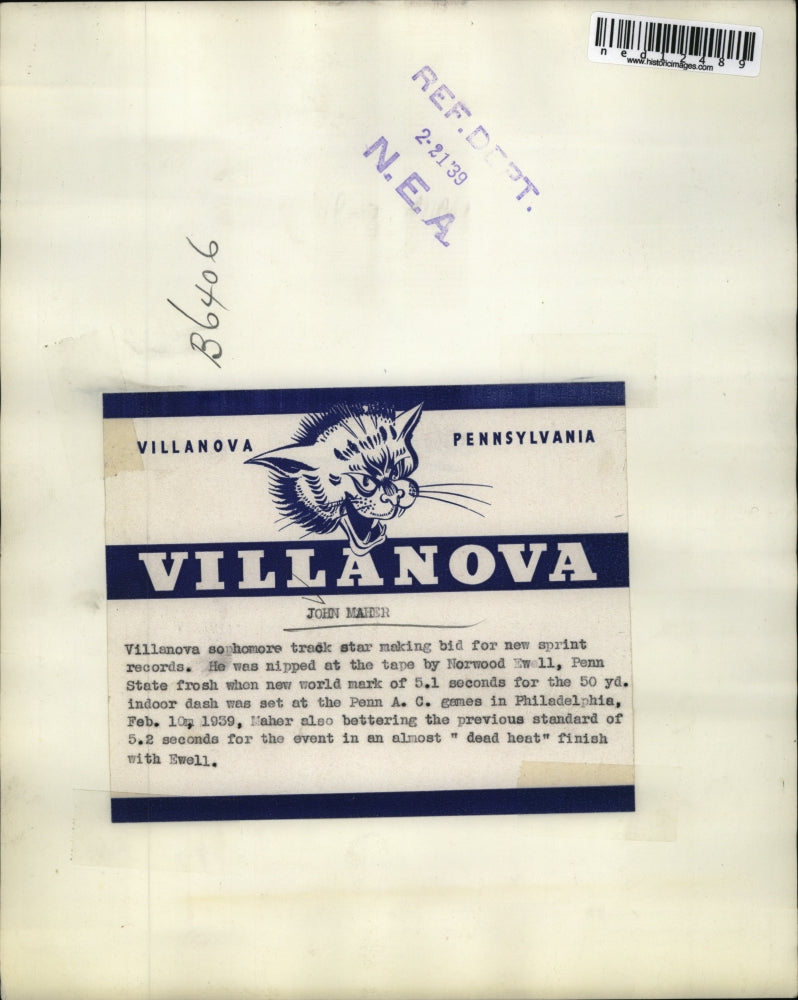 ned12489
www.historicimages.com
REF. DEPT.
2-21'39
N.E.A.
B6406
VILLANOVA PENNSYLVANIA
VILLANOVA
JOHN MAHER
Villanova sophomore track star making bid for new sprint
records. He was nipped at the tape by Norwood Ewell, Penn
State frosh when new world mark of 5.1 seconds for the 50 yd.
indoor dash was set at the Penn A. C. games in Philadelphia,
Feb. 10, 1939, Maher also bettering the previous standard of
5.2 seconds for the event in an almost " dead heat" finish
with Ewell.